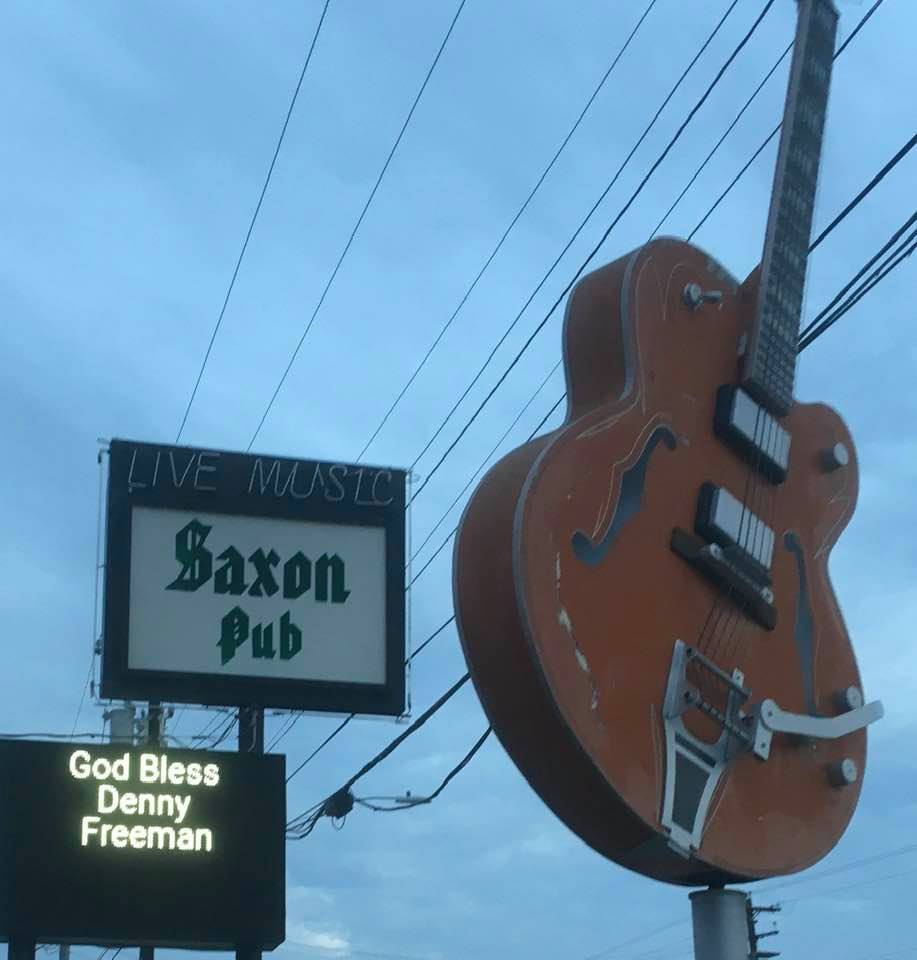 LIVE MUSIC
Saxon
Pub
God Bless
Denny
Freeman